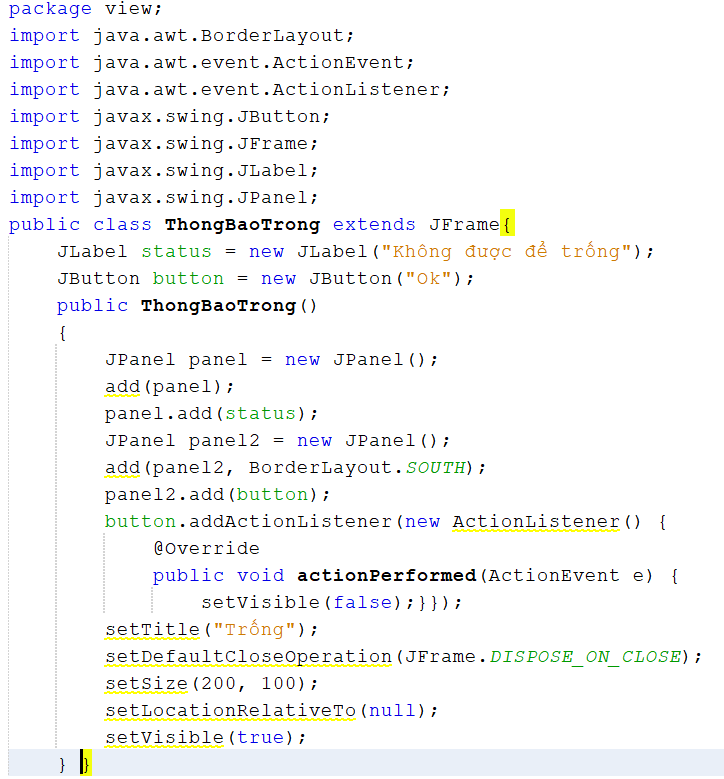 package view;
import java.awt.BorderLayout;
import java.awt.event.ActionEvent;
import java.awt.event.ActionListener;
import javax.swing.JButton;
import javax.swing.JFrame;
import javax.swing.JLabel;
import javax.swing.JPanel;
public class ThongBaoTrong extends JFrame{
    JLabel status = new JLabel("Không được để trống");
    JButton button = new JButton("Ok");
    public ThongBaoTrong()
    {
        JPanel panel = new JPanel();
        add(panel);
        panel.add(status);
        JPanel panel2 = new JPanel();
        add(panel2, BorderLayout.SOUTH);
        panel2.add(button);
        button.addActionListener(new ActionListener() {
            @Override
            public void actionPerformed(ActionEvent e) {
                setVisible(false);}});
        setTitle("Trống");
        setDefaultCloseOperation(JFrame.DISPOSE_ON_CLOSE);
        setSize(200, 100);
        setLocationRelativeTo(null);
        setVisible(true);
    } }